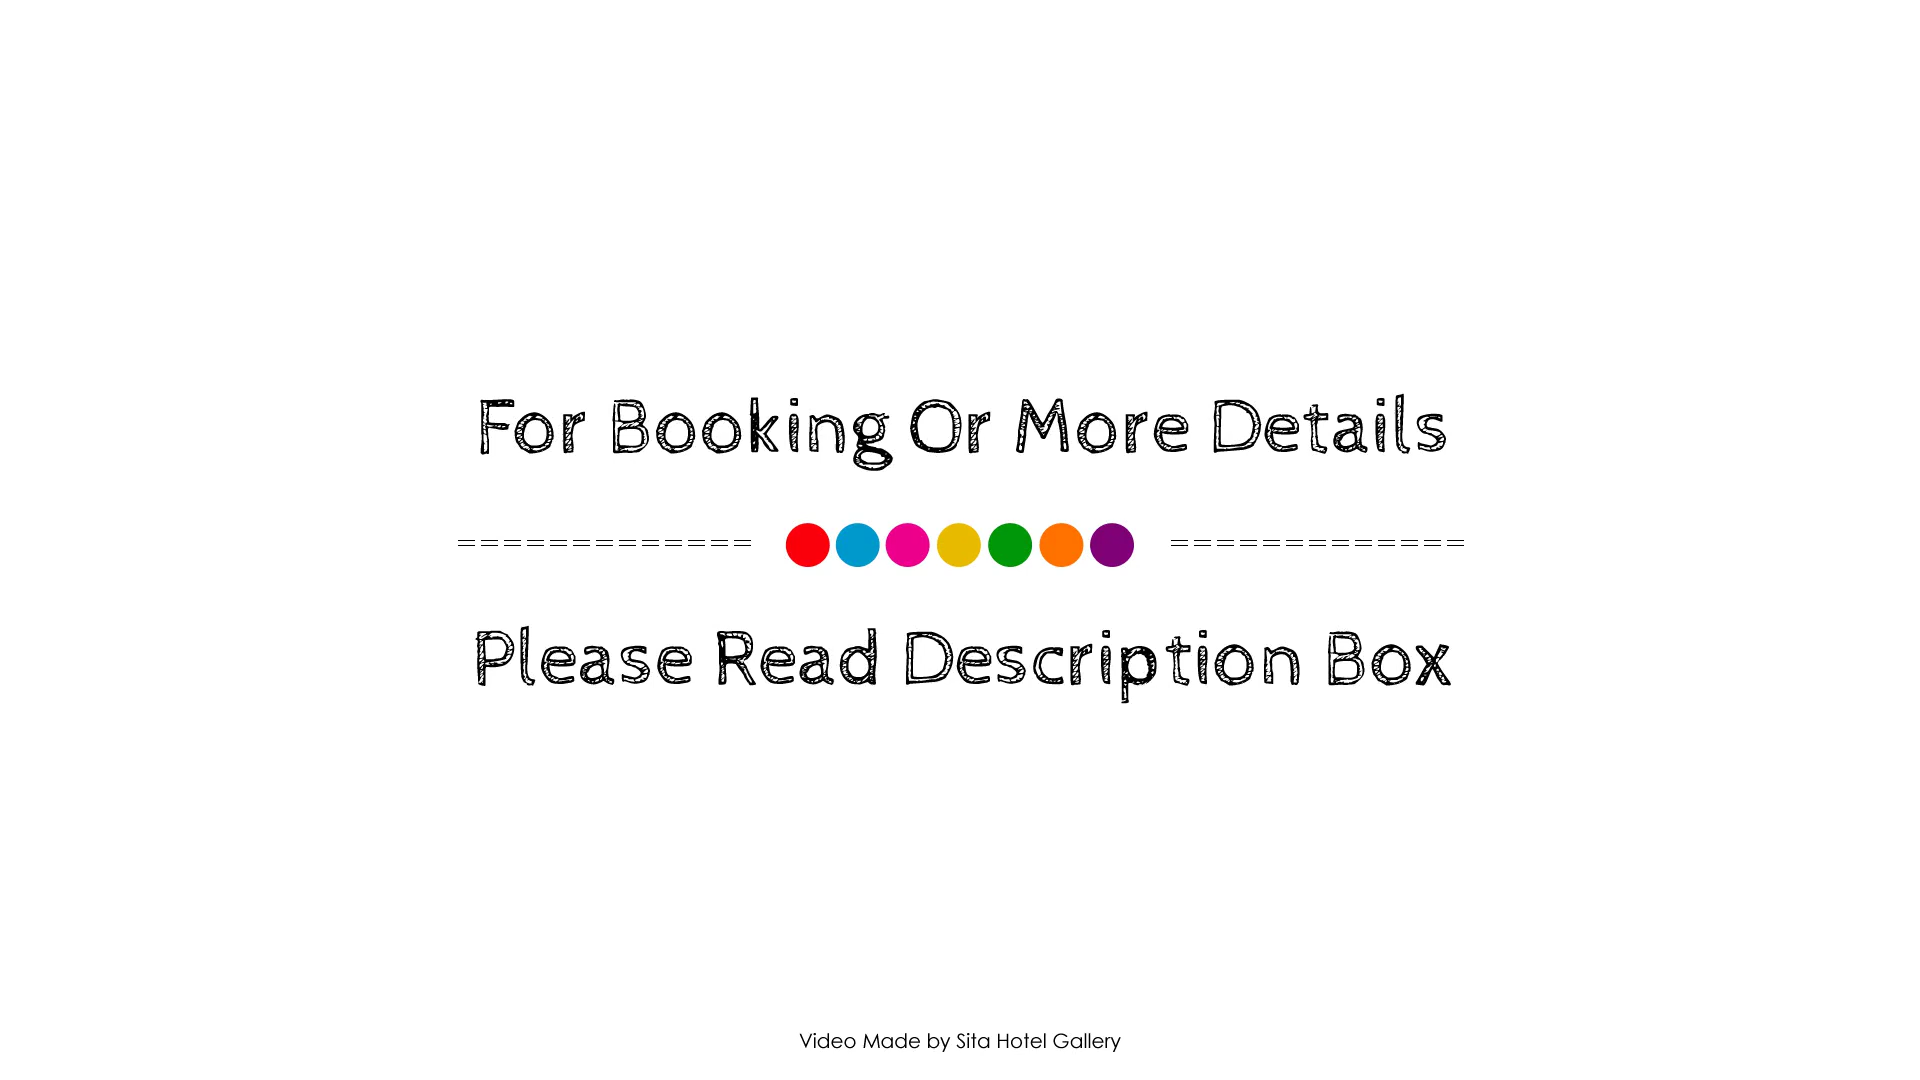 For Booking Or More Details
============= =============
Please Read Description Box
Video Made by Sita Hotel Gallery